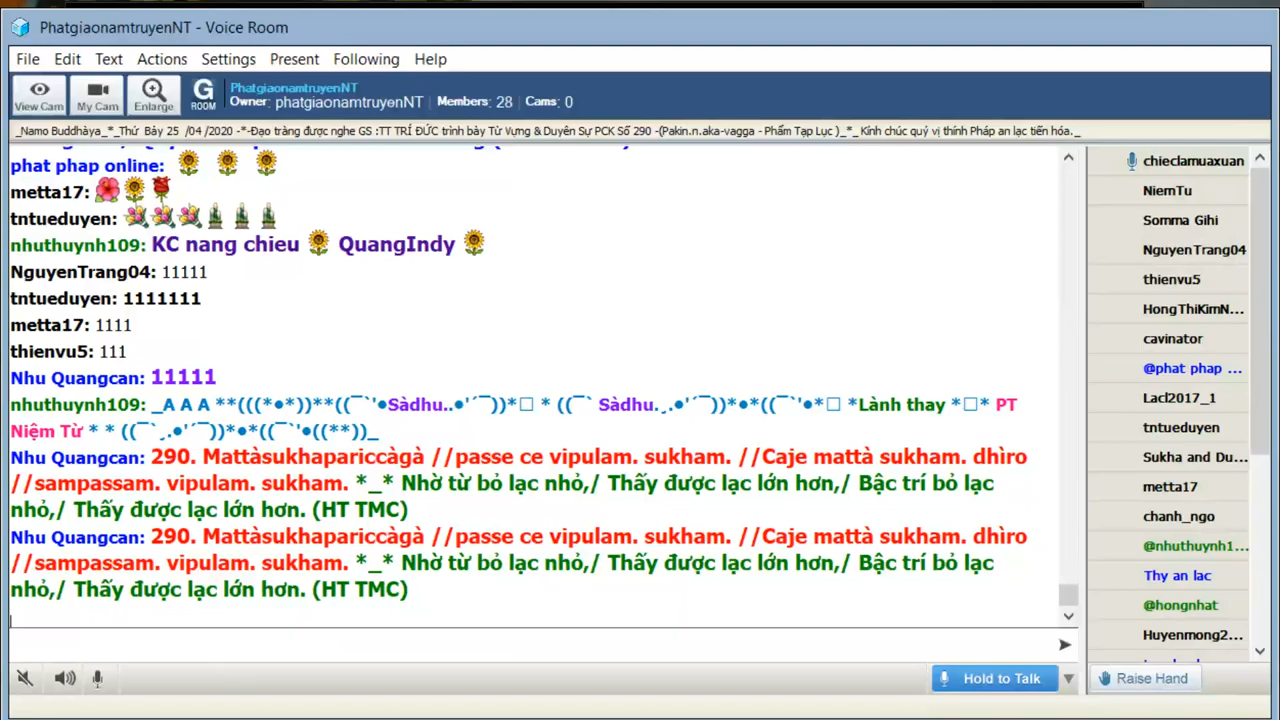 PhatgiaonamtruyenNT - Voice Room
File Edit Text Actions Settings Present Following Help
View Cam My Cam Enlarge G ROOM
PhatgiaonamtruyenNT
Owner: phatgiaonamtruyenNT Members: 28 Cams: 0
_Namo Buddhàya_*_Thứ Bảy 25 /04 /2020 -*-Đạo tràng được nghe GS :TT TRÍ ĐỨC trình bày Từ Vựng & Duyên Sự PCK Số 290 -(Pakin.n.aka-vagga - Phẩm Tạp Lục )_*_ Kính chúc quý vị thính Pháp an lạc tiến hóa._
phat phap online:
metta17:
tntueduyen:
nhuthuynh109: KC nang chieu QuangIndy
NguyenTrang04: 11111
tntueduyen: 1111111
metta17: 1111
thienvu5: 111
Nhu Quangcan: 11111
nhuthuynh109: _A A A **(((*●*))**((¯`'●Sàdhu..●'´¯))*□ * ((¯` Sàdhu.¸.●'´¯))*●*((¯`'●*□ *Lành thay *□* PT
Niệm Từ * * ((¯`¸.●'´¯))*●*((¯`'●((**))_
Nhu Quangcan: 290. Mattàsukhapariccàgà //passe ce vipulam. sukham. //Caje mattà sukham. dhìro
//sampassam. vipulam. sukham. *_* Nhờ từ bỏ lạc nhỏ,/ Thấy được lạc lớn hơn,/ Bậc trí bỏ lạc
nhỏ,/ Thấy được lạc lớn hơn. (HT TMC)
Nhu Quangcan: 290. Mattàsukhapariccàgà //passe ce vipulam. sukham. //Caje mattà sukham. dhìro
//sampassam. vipulam. sukham. *_* Nhờ từ bỏ lạc nhỏ,/ Thấy được lạc lớn hơn,/ Bậc trí bỏ lạc
nhỏ,/ Thấy được lạc lớn hơn. (HT TMC)
chieclamuaxuan
NiemTu
Somma Gihi
NguyenTrang04
thienvu5
HongThiKimN...
cavinator
@phat phap ...
Lacl2017_1
tntueduyen
Sukha and Du...
metta17
chanh_ngo
@nhuthuynh1...
Thy an lac
@hongnhat
Huyenmong2...
Hold to Talk
Raise Hand